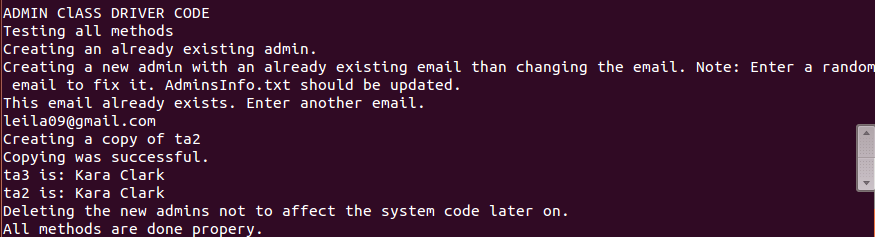 ADMIN ClASS DRIVER CODE
Testing all methods
Creating an already existing admin.
Creating a new admin with an already existing email than changing the email. Note: Enter a random
 email to fix it. AdminsInfo.txt should be updated.
This email already exists. Enter another email.
leila09@gmail.com
Creating a copy of ta2
Copying was successful.
ta3 is: Kara Clark
ta2 is: Kara Clark
Deleting the new admins not to affect the system code later on.
All methods are done propery.